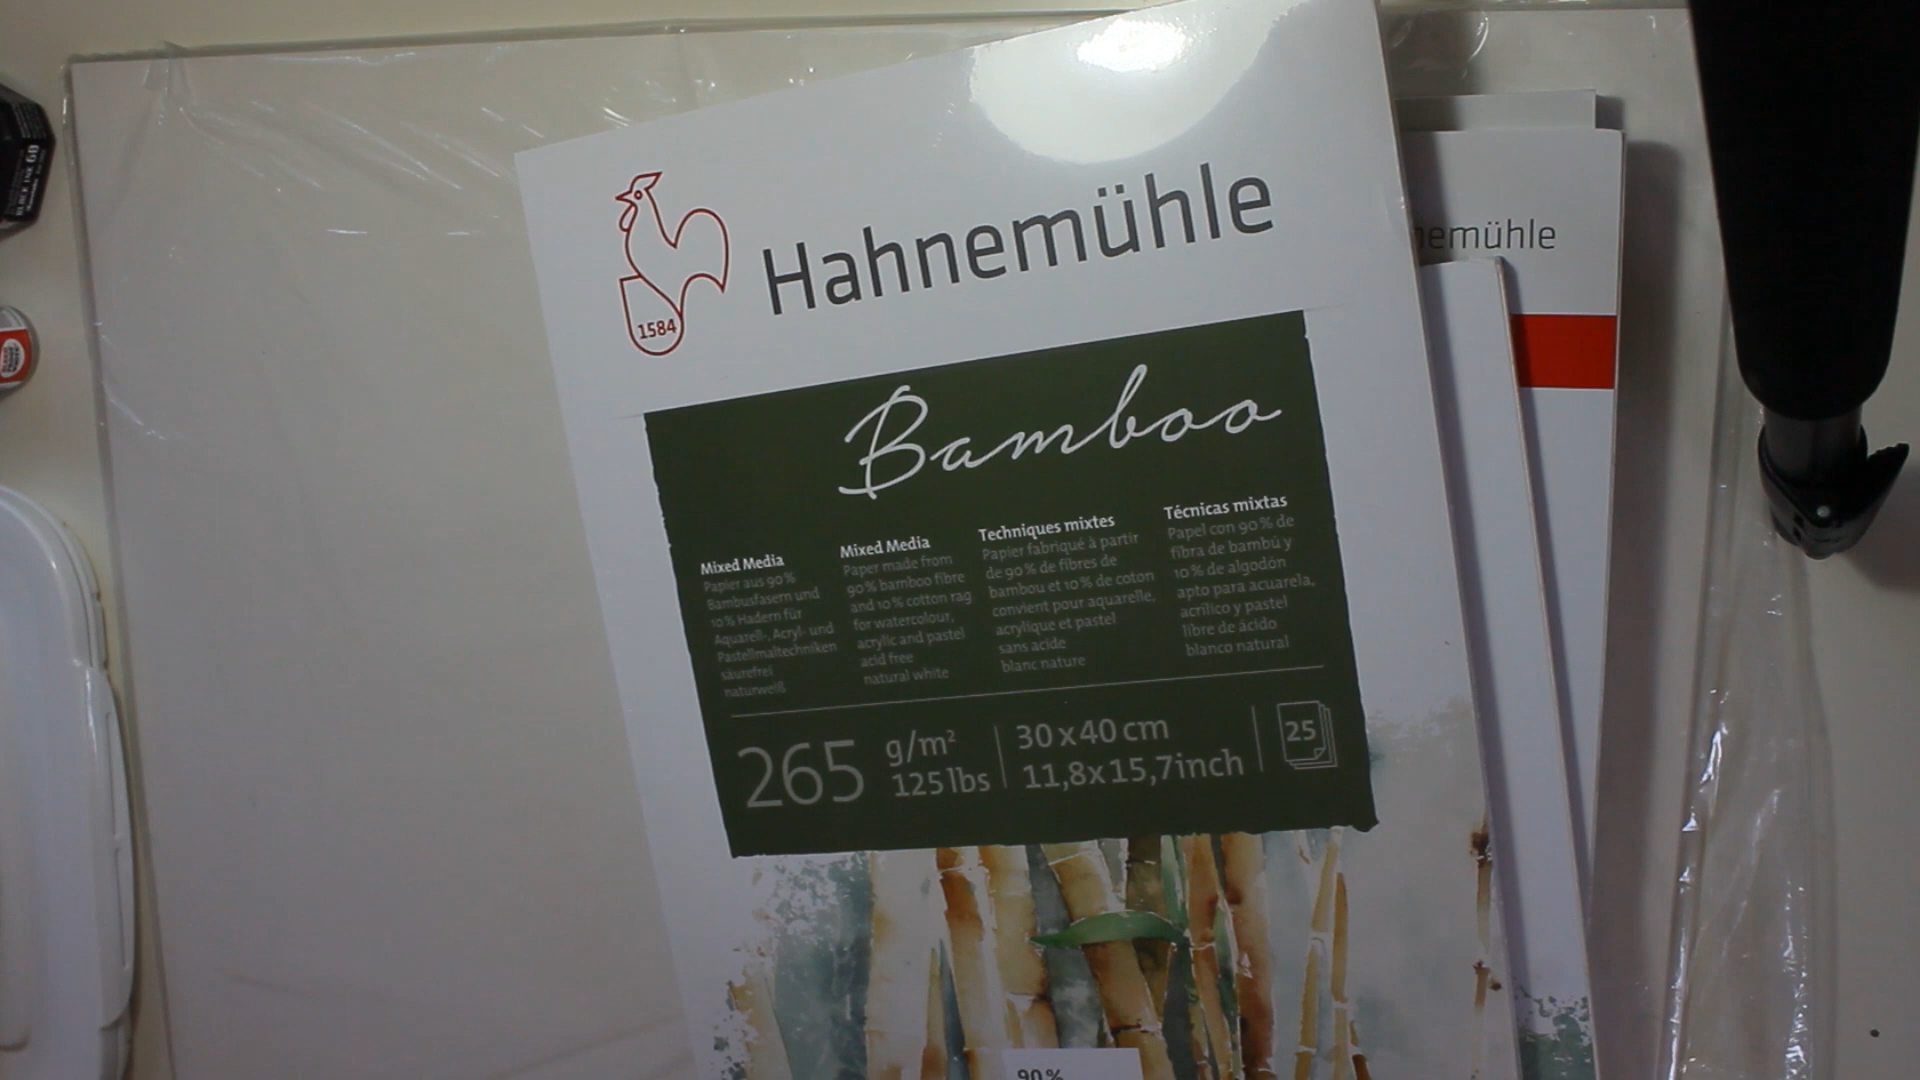 Hahnemühle
1584
nemühle
Bamboo
Mixed Media
Papier aus 90 %
Bambusfasern und
10 % Hadern für
Aquarell-, Acryl- und
Pastellmaltechniken
säurefrei
naturweiß
Mixed Media
Paper made from
90 % bamboo fibre
and 10 % cotton rag
for watercolour,
acrylic and pastel
acid free
natural white
Techniques mixtes
Papier fabriqué à partir
de 90 % de fibres de
bambou et 10 % de coton
convient pour aquarelle,
acrylique et pastel
sans acide
blanc nature
Técnicas mixtas
Papel con 90 % de
fibra de bambú y
10 % de algodón
apto para acuarela,
acrílico y pastel
libre de ácido
blanco natural
265 g/m²
125 lbs
30 x 40 cm
11,8x 15,7inch
25
90 %